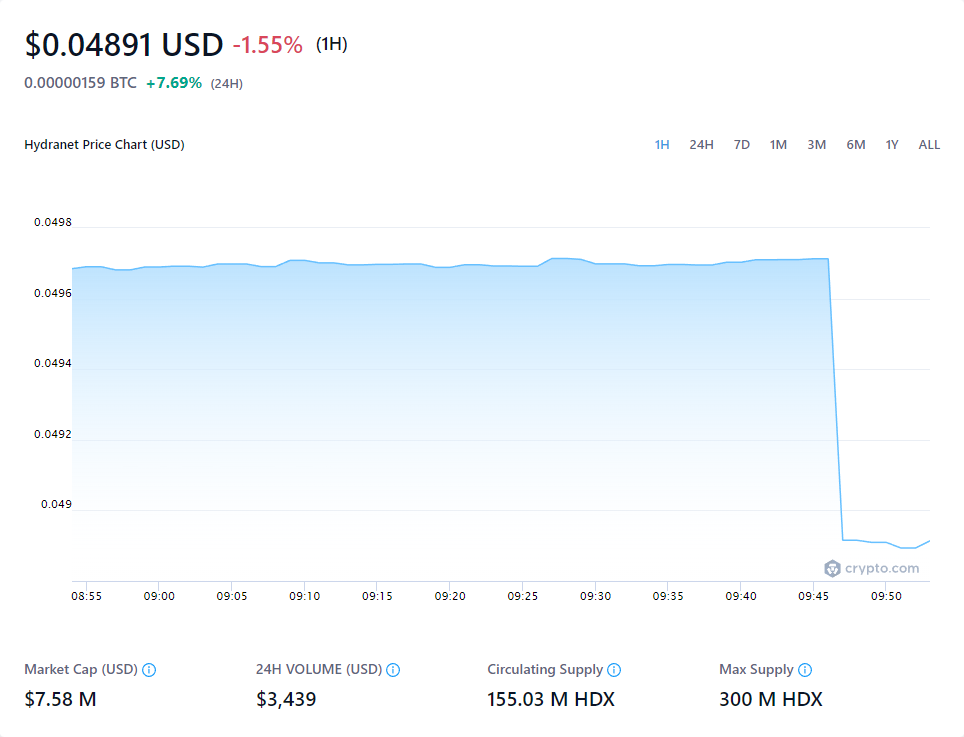 $0.04891 USD -1.55% (1H)
0.00000159 BTC +7.69% (24H)
Hydranet Price Chart (USD) 1H 24H 7D 1M 3M 6M 1Y ALL
0.0498
0.0496
0.0494
0.0492
0.049
crypto.com
08:55 09:00 09:05 09:10 09:15 09:20 09:25 09:30 09:35 09:40 09:45 09:50
Market Cap (USD) 24H VOLUME (USD) Circulating Supply Max Supply
$7.58 M $3,439 155.03 M HDX 300 M HDX